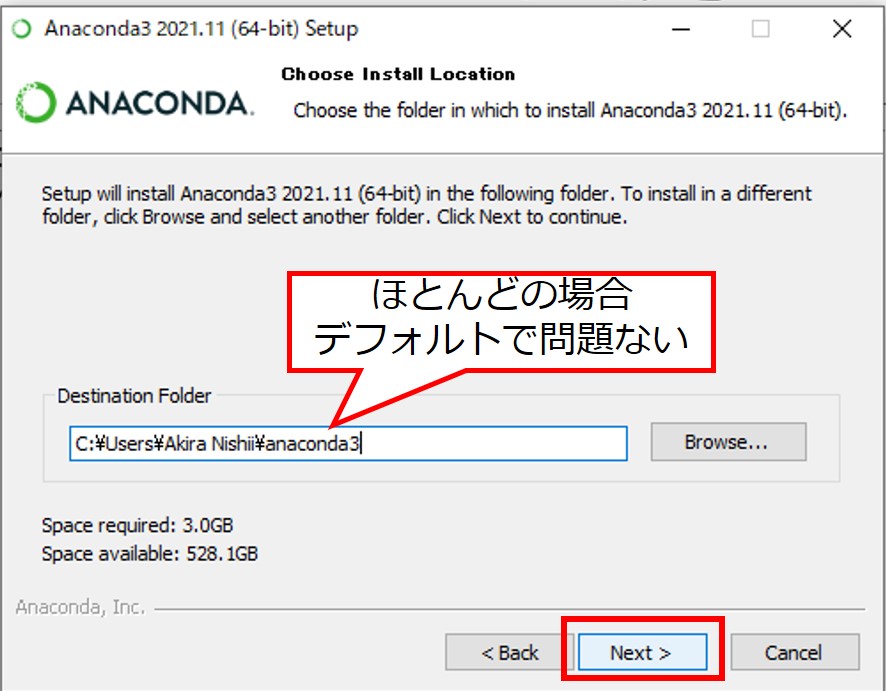 Anaconda3 2021.11 (64-bit) Setup
Choose Install Location
ANACONDA.
Choose the folder in which to install Anaconda3 2021.11 (64-bit).
Setup will install Anaconda3 2021.11 (64-bit) in the following folder. To install in a different
folder, click Browse and select another folder. Click Next to continue.
ほとんどの場合
デフォルトで問題ない
Destination Folder
C:¥Users¥Akira Nishii¥anaconda3
Browse...
Space required: 3.0GB
Space available: 528.1GB
Anaconda, Inc.
< Back
Next >
Cancel